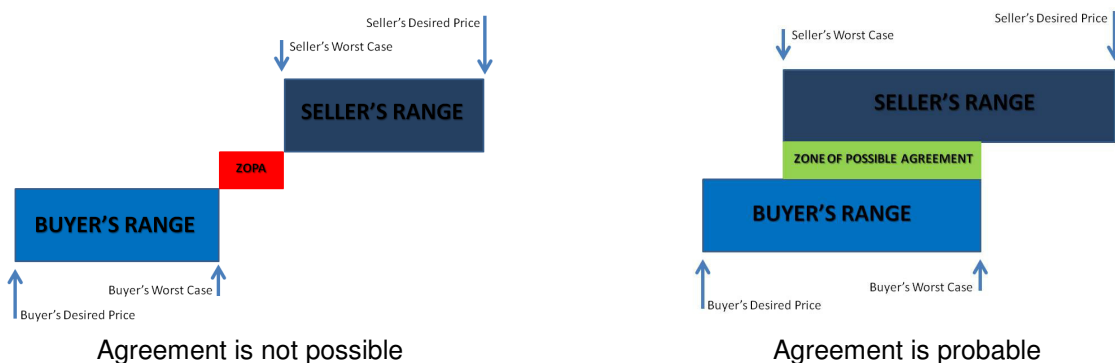 Seller's Desired Price
Seller's Worst Case
SELLER'S RANGE
ZOPA
BUYER'S RANGE
Buyer's Worst Case
Buyer's Desired Price
Agreement is not possible
Seller's Desired Price
Seller's Worst Case
SELLER'S RANGE
ZONE OF POSSIBLE AGREEMENT
BUYER'S RANGE
Buyer's Worst Case
Buyer's Desired Price
Agreement is probable